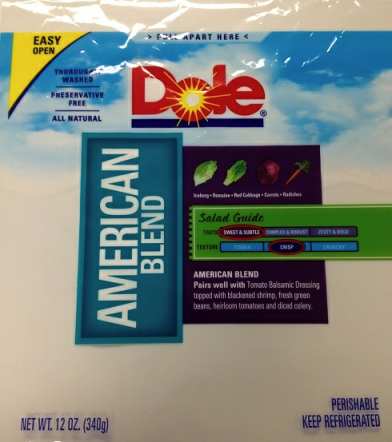 EASY
OPEN
> PULL APART HERE <
THOROUGHLY
WASHED
PRESERVATIVE
FREE
ALL NATURAL
Dole®
AMERICAN
BLEND
Iceberg • Romaine • Red Cabbage • Carrots • Radishes
Salad Guide
TASTE SWEET & SUBTLE COMPLEX & ROBUST ZESTY & BOLD
TEXTURE TENDER CRISP CRUNCHY
AMERICAN BLEND
Pairs well with Tomato Balsamic Dressing
topped with blackened shrimp, fresh green
beans, heirloom tomatoes and diced celery.
NET WT. 12 OZ. (340g)
PERISHABLE
KEEP REFRIGERATED